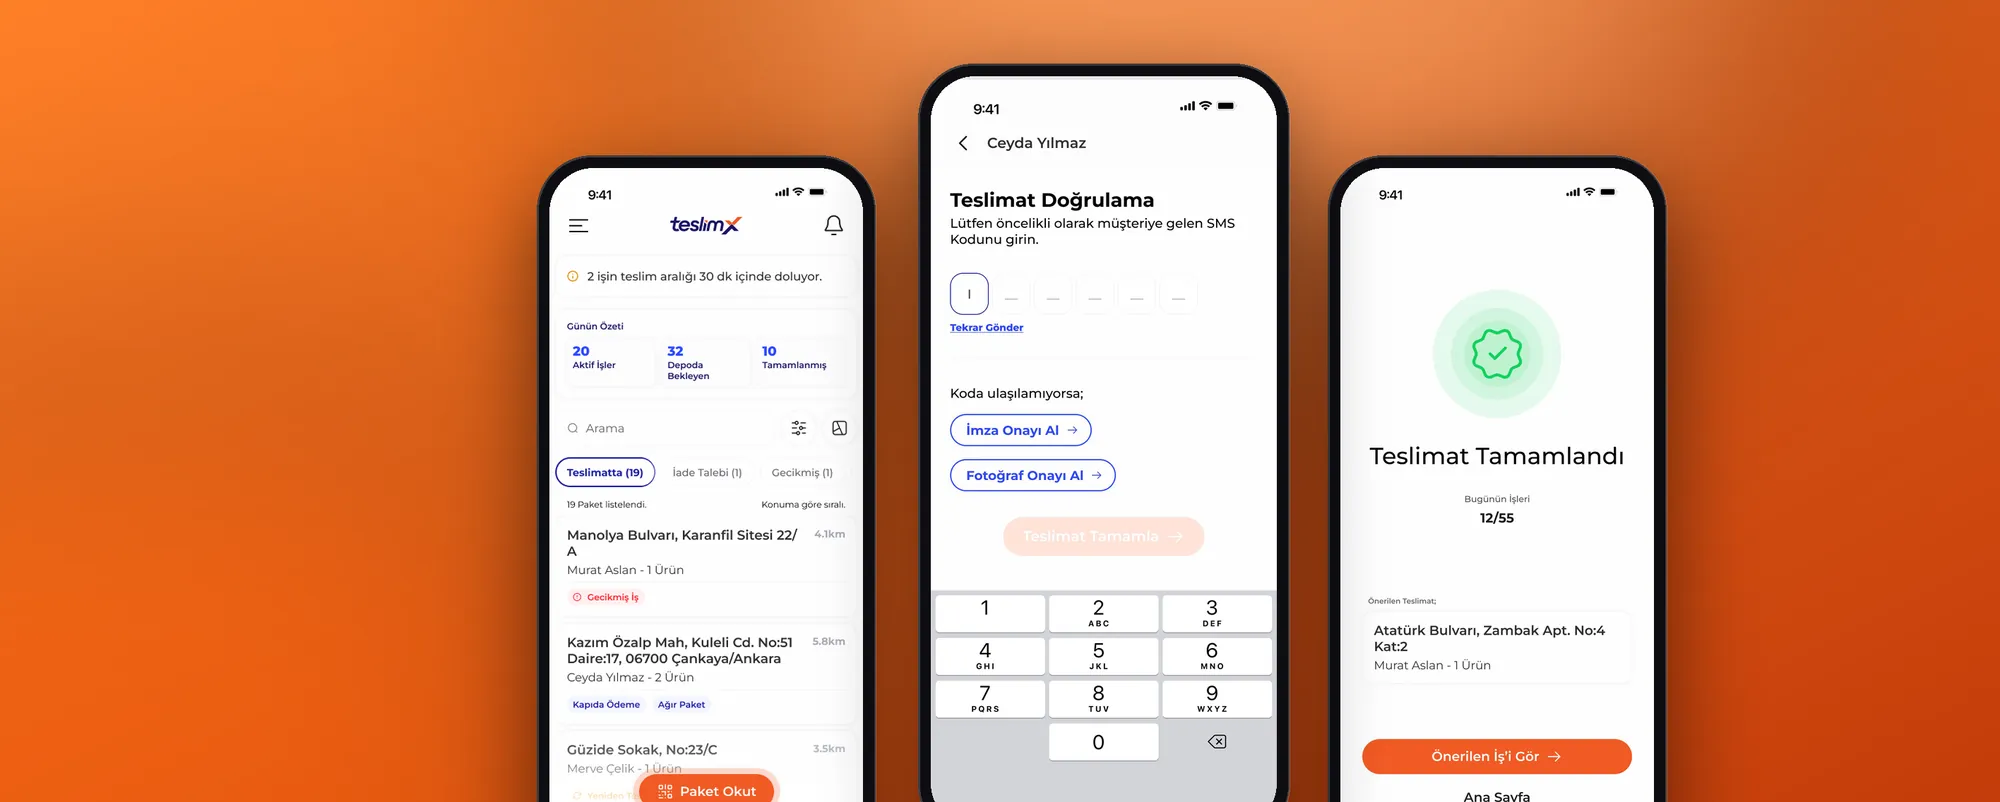 9:41
teslimX
2 işin teslim aralığı 30 dk içinde doluyor.
Günün Özeti
20
Aktif İşler
32
Depoda
Bekleyen
10
Tamamlanmış
Arama
Teslimatta (19)
İade Talebi (1)
Gecikmiş (1)
19 Paket listelendi.
Konuma göre sıralı.
Manolya Bulvarı, Karanfil Sitesi 22/
A
4.1km
Murat Aslan - 1 Ürün
Gecikmiş İş
Kazım Özalp Mah, Kuleli Cd. No:51
Daire:17, 06700 Çankaya/Ankara
5.8km
Ceyda Yılmaz - 2 Ürün
Kapıda Ödeme
Ağır Paket
Güzide Sokak, No:23/C
3.5km
Merve Çelik - 1 Ürün
Yeniden
Paket Okut
9:41
Ceyda Yılmaz
Teslimat Doğrulama
Lütfen öncelikli olarak müşteriye gelen SMS
Kodunu girin.
Tekrar Gönder
Koda ulaşılamıyorsa;
İmza Onayı Al
Fotoğraf Onayı Al
Teslimat Tamamla
1
2
ABC
3
DEF
4
GHI
5
JKL
6
MNO
7
PQRS
8
TUV
9
WXYZ
0
9:41
Teslimat Tamamlandı
Bugünün İşleri
12/55
Önerilen Teslimat;
Atatürk Bulvarı, Zambak Apt. No:4
Kat:2
Murat Aslan - 1 Ürün
Önerilen İş'i Gör
Ana Sayfa